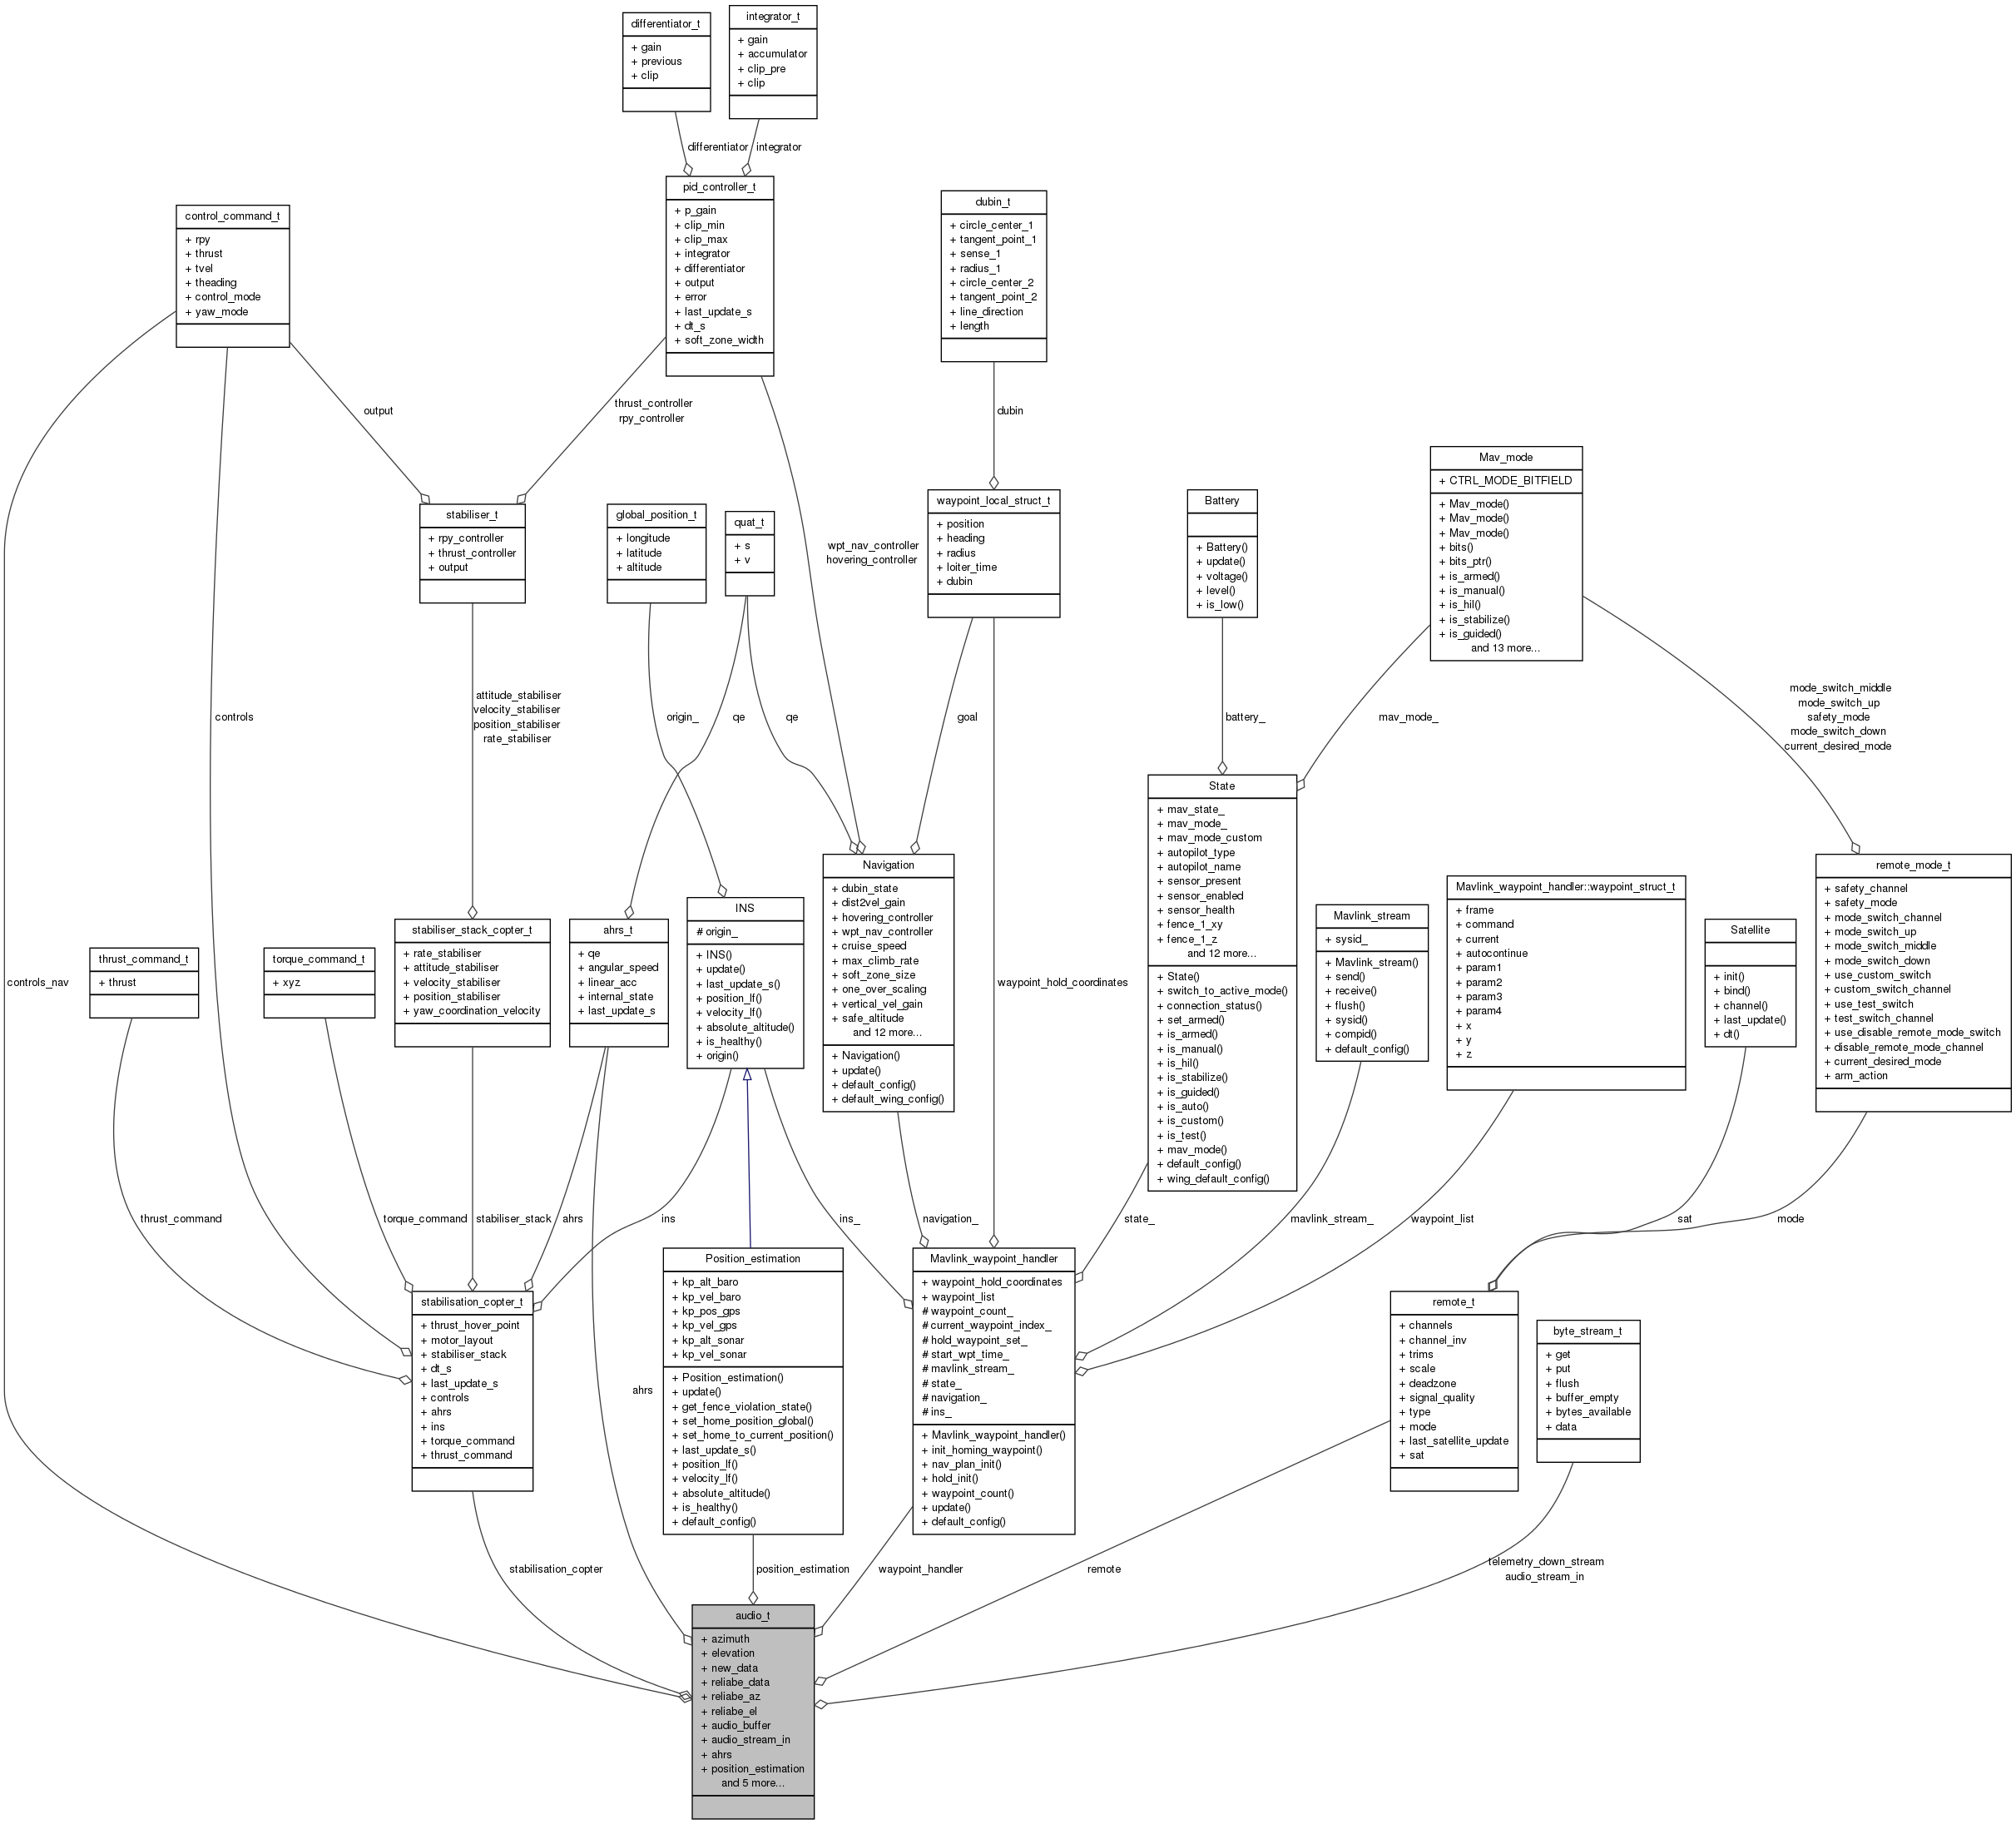 differentiator_t
+ gain
+ previous
+ clip
integrator_t
+ gain
+ accumulator
+ clip_pre
+ clip
differentiator
integrator
pid_controller_t
+ p_gain
+ clip_min
+ clip_max
+ integrator
+ differentiator
+ output
+ error
+ last_update_s
+ dt_s
+ soft_zone_width
control_command_t
+ rpy
+ thrust
+ tvel
+ theading
+ control_mode
+ yaw_mode
dubin_t
+ circle_center_1
+ tangent_point_1
+ sense_1
+ radius_1
+ circle_center_2
+ tangent_point_2
+ line_direction
+ length
output
thrust_controller
rpy_controller
dubin
stabiliser_t
+ rpy_controller
+ thrust_controller
+ output
global_position_t
+ longitude
+ latitude
+ altitude
quat_t
+ s
+ v
wpt_nav_controller
hovering_controller
waypoint_local_struct_t
+ position
+ heading
+ radius
+ loiter_time
+ dubin
Battery
+ Battery()
+ update()
+ voltage()
+ level()
+ is_low()
Mav_mode
+ CTRL_MODE_BITFIELD
+ Mav_mode()
+ Mav_mode()
+ Mav_mode()
+ bits()
+ bits_ptr()
+ is_armed()
+ is_manual()
+ is_hil()
+ is_stabilize()
+ is_guided()
and 13 more...
controls
attitude_stabiliser
velocity_stabiliser
position_stabiliser
rate_stabiliser
origin_
qe
qe
goal
battery_
mav_mode_
mode_switch_middle
mode_switch_up
safety_mode
mode_switch_down
current_desired_mode
State
+ mav_state_
+ mav_mode_
+ mav_mode_custom
+ autopilot_type
+ autopilot_name
+ sensor_present
+ sensor_enabled
+ sensor_health
+ fence_1_xy
+ fence_1_z
and 12 more...
+ State()
+ switch_to_active_mode()
+ connection_status()
+ set_armed()
+ is_armed()
+ is_manual()
+ is_hil()
+ is_stabilize()
+ is_guided()
+ is_auto()
+ is_custom()
+ is_test()
+ mav_mode()
+ default_config()
+ wing_default_config()
controls_nav
thrust_command_t
+ thrust
torque_command_t
+ xyz
stabiliser_stack_copter_t
+ rate_stabiliser
+ attitude_stabiliser
+ velocity_stabiliser
+ position_stabiliser
+ yaw_coordination_velocity
ahrs_t
+ qe
+ angular_speed
+ linear_acc
+ internal_state
+ last_update_s
INS
# origin_
+ INS()
+ update()
+ last_update_s()
+ position_lf()
+ velocity_lf()
+ absolute_altitude()
+ is_healthy()
+ origin()
Navigation
+ dubin_state
+ dist2vel_gain
+ hovering_controller
+ wpt_nav_controller
+ cruise_speed
+ max_climb_rate
+ soft_zone_size
+ one_over_scaling
+ vertical_vel_gain
+ safe_altitude
and 12 more...
+ Navigation()
+ update()
+ default_config()
+ default_wing_config()
waypoint_hold_coordinates
Mavlink_stream
+ sysid_
+ Mavlink_stream()
+ send()
+ receive()
+ flush()
+ sysid()
+ compid()
+ default_config()
Mavlink_waypoint_handler::waypoint_struct_t
+ frame
+ command
+ current
+ autocontinue
+ param1
+ param2
+ param3
+ param4
+ x
+ y
+ z
Satellite
+ init()
+ bind()
+ channel()
+ last_update()
+ dt()
remote_mode_t
+ safety_channel
+ safety_mode
+ mode_switch_channel
+ mode_switch_up
+ mode_switch_middle
+ mode_switch_down
+ use_custom_switch
+ custom_switch_channel
+ use_test_switch
+ test_switch_channel
+ use_disable_remote_mode_switch
+ disable_remote_mode_channel
+ current_desired_mode
+ arm_action
thrust_command
torque_command
stabiliser_stack
ahrs
ins
ins_
navigation_
state_
mavlink_stream_
waypoint_list
sat
mode
stabilisation_copter_t
+ thrust_hover_point
+ motor_layout
+ stabiliser_stack
+ dt_s
+ last_update_s
+ controls
+ ahrs
+ ins
+ torque_command
+ thrust_command
Position_estimation
+ kp_alt_baro
+ kp_vel_baro
+ kp_pos_gps
+ kp_vel_gps
+ kp_alt_sonar
+ kp_vel_sonar
+ Position_estimation()
+ update()
+ get_fence_violation_state()
+ set_home_position_global()
+ set_home_to_current_position()
+ last_update_s()
+ position_lf()
+ velocity_lf()
+ absolute_altitude()
+ is_healthy()
+ default_config()
Mavlink_waypoint_handler
+ waypoint_hold_coordinates
+ waypoint_list
# waypoint_count_
# current_waypoint_index_
# hold_waypoint_set_
# start_wpt_time_
# mavlink_stream_
# state_
# navigation_
# ins_
+ Mavlink_waypoint_handler()
+ init_homing_waypoint()
+ nav_plan_init()
+ hold_init()
+ waypoint_count()
+ update()
+ default_config()
remote_t
+ channels
+ channel_inv
+ trims
+ scale
+ deadzone
+ signal_quality
+ type
+ mode
+ last_satellite_update
+ sat
byte_stream_t
+ get
+ put
+ flush
+ buffer_empty
+ bytes_available
+ data
ahrs
stabilisation_copter
position_estimation
waypoint_handler
remote
telemetry_down_stream
audio_stream_in
audio_t
+ azimuth
+ elevation
+ new_data
+ reliabe_data
+ reliabe_az
+ reliabe_el
+ audio_buffer
+ audio_stream_in
+ ahrs
+ position_estimation
and 5 more...